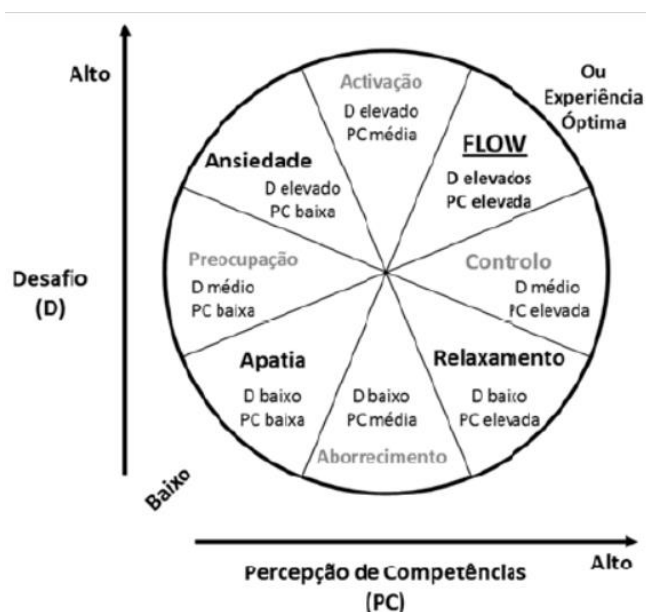 Alto
Activação
D elevado
PC média
Ou
Experiência
Óptima
FLOW
D elevados
PC elevada
Ansiedade
D elevado
PC baixa
Preocupação
D médio
PC baixa
Controlo
D médio
PC elevada
Desafio
(D)
Apatia
D baixo
PC baixa
D baixo
PC média
Aborrecimento
Relaxamento
D baixo
PC elevada
Baixo
Percepção de Competências
(PC)
Alto